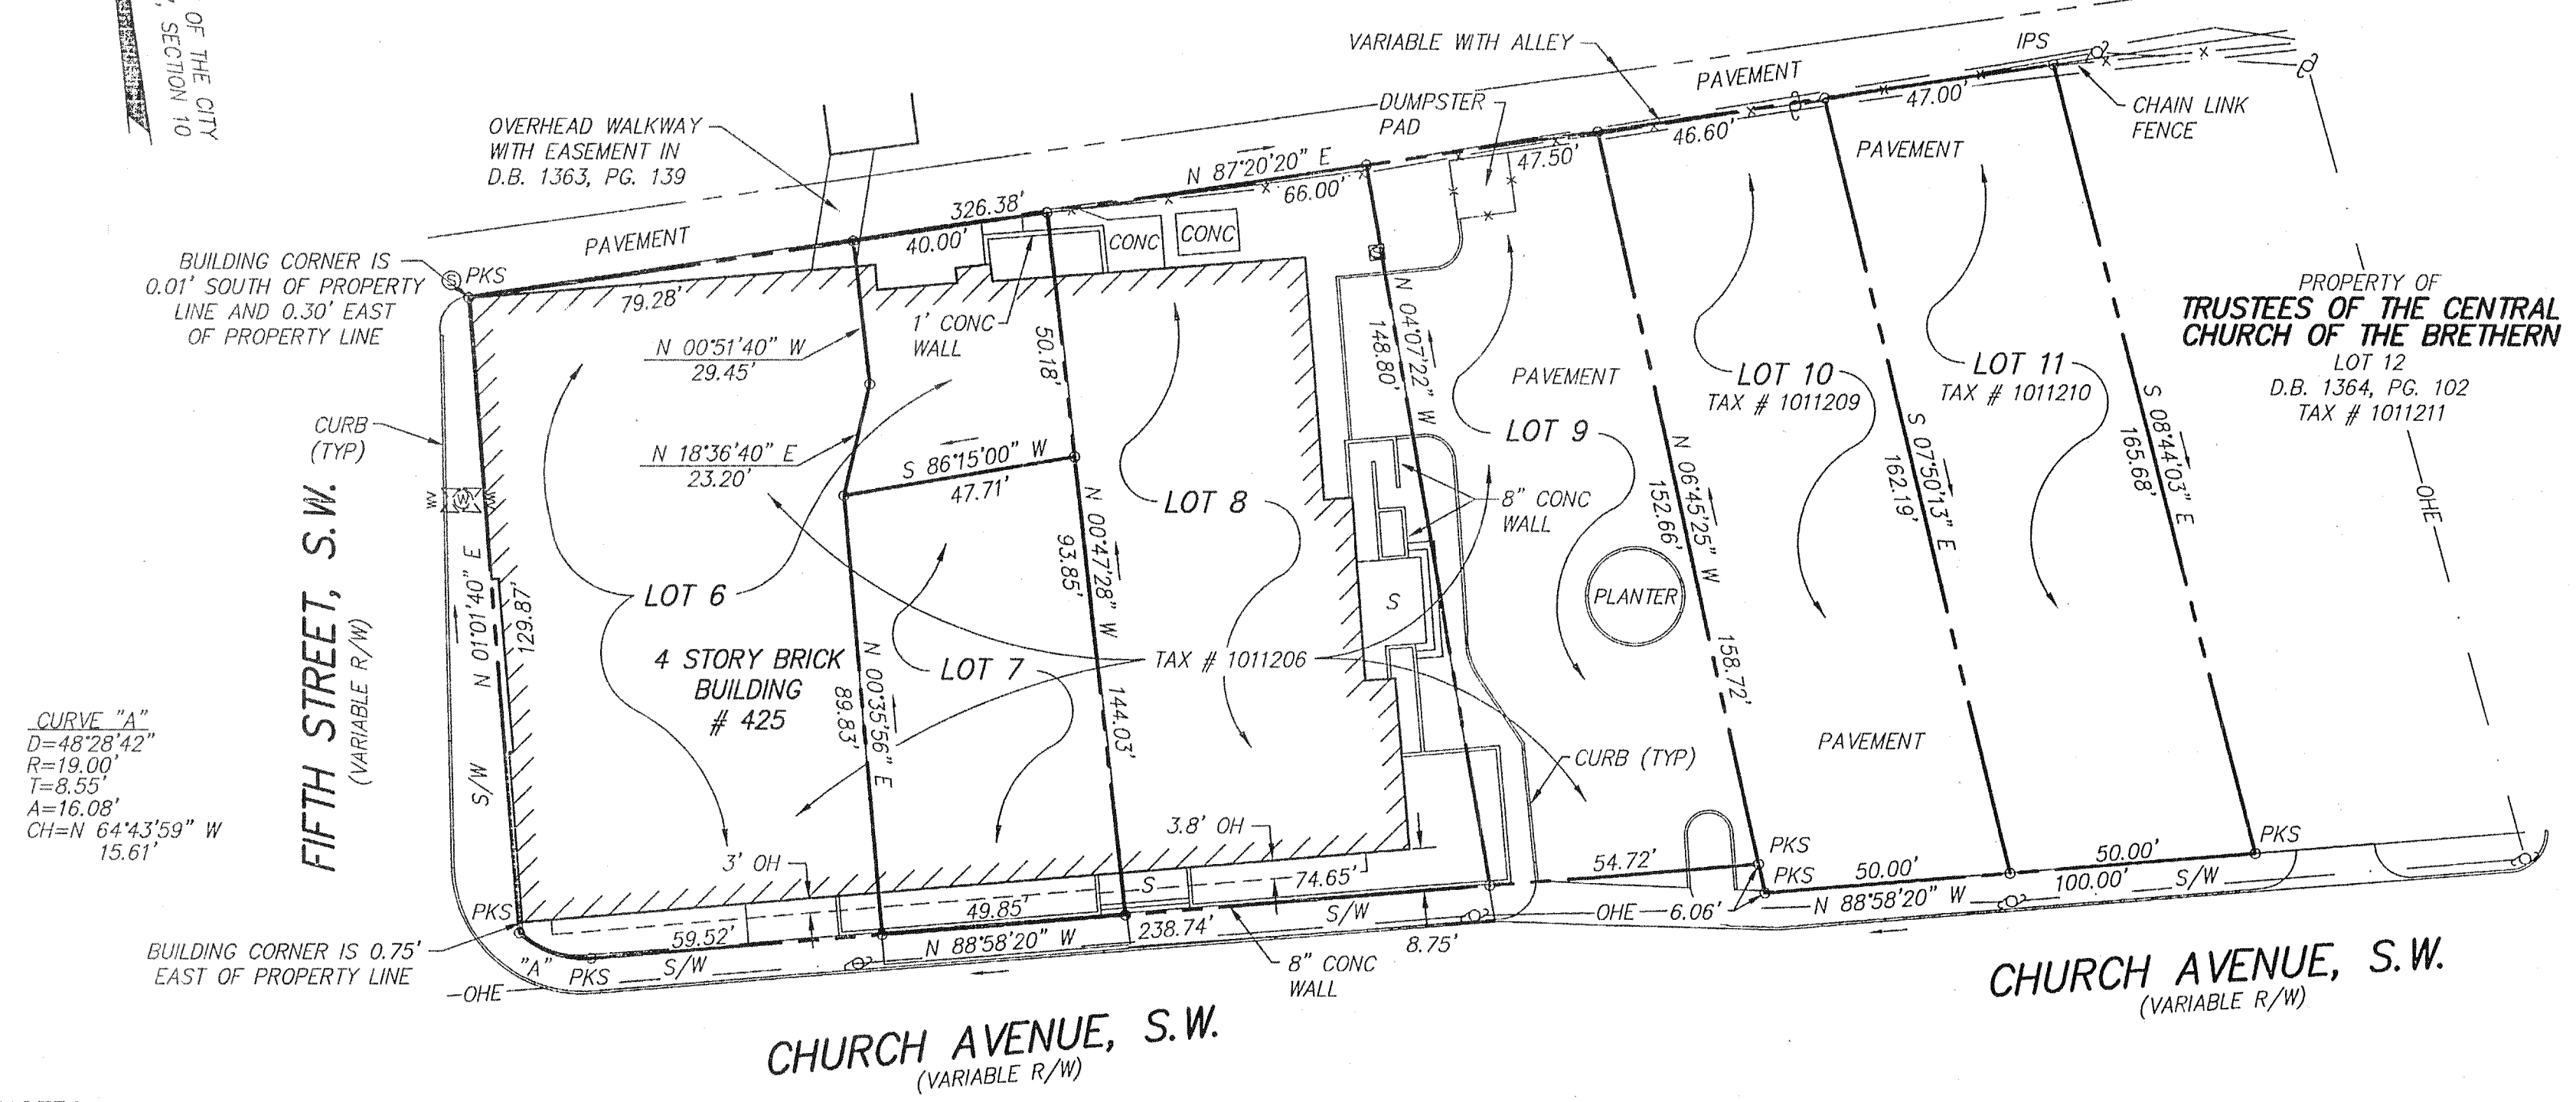 OF THE CITY
, SECTION 10
VARIABLE WITH ALLEY
PAVEMENT
IPS
47.00'
CHAIN LINK
FENCE
DUMPSTER
PAD
46.60'
47.50'
PAVEMENT
OVERHEAD WALKWAY
WITH EASEMENT IN
D.B. 1363, PG. 139
N 87°20'20" E
66.00'
326.38'
40.00'
PAVEMENT
CONC
CONC
BUILDING CORNER IS
0.01' SOUTH OF PROPERTY
LINE AND 0.30' EAST
OF PROPERTY LINE
S PKS
79.28'
1' CONC
WALL
N 00°51'40" W
29.45'
50.18'
N 04°07'22" W
148.80'
PAVEMENT
LOT 10
TAX # 1011209
LOT 11
TAX # 1011210
PROPERTY OF
TRUSTEES OF THE CENTRAL
CHURCH OF THE BRETHERN
LOT 12
D.B. 1364, PG. 102
TAX # 1011211
CURB
(TYP)
N 18°36'40" E
23.20'
S 86°15'00" W
47.71'
LOT 8
LOT 9
8" CONC
WALL
N 06°45'25" W
152.66'
158.72'
S 07°50'13" E
162.19'
S 08°44'03" E
165.68'
OHE
W W W
FIFTH STREET, S.W.
(VARIABLE R/W)
N 01°01'40" E
129.87'
S/W
LOT 6
4 STORY BRICK
BUILDING
# 425
LOT 7
N 00°35'56" E
89.83'
N 00°47'28" W
93.85'
144.03'
TAX # 1011206
S
PLANTER
CURVE "A"
D=48°28'42"
R=19.00'
T=8.55'
A=16.08'
CH=N 64°43'59" W
15.61'
CURB (TYP)
PAVEMENT
3' OH
3.8' OH
S
74.65'
54.72'
PKS
PKS
50.00'
50.00'
PKS
PKS
49.85'
59.52'
N 88°58'20" W
238.74'
S/W
8.75'
OHE
6.06'
N 88°58'20" W
100.00'
S/W
BUILDING CORNER IS 0.75'
EAST OF PROPERTY LINE
"A"
PKS
S/W
OHE
8" CONC
WALL
CHURCH AVENUE, S.W.
(VARIABLE R/W)
CHURCH AVENUE, S.W.
(VARIABLE R/W)